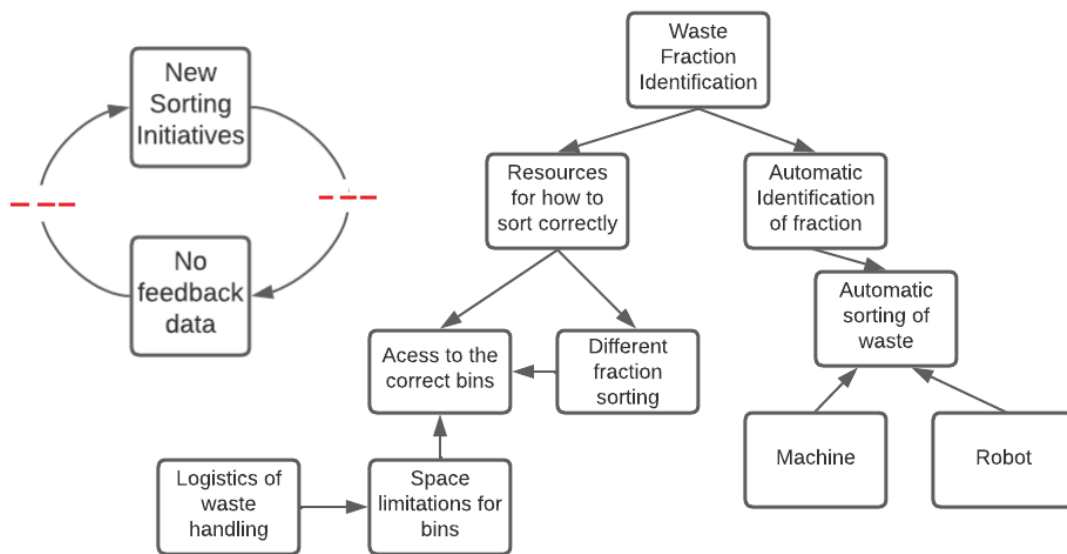 New
Sorting
Initiatives
No
feedback
data
Waste
Fraction
Identification
Resources
for how to
sort correctly
Automatic
Identification
of fraction
Automatic
sorting of
waste
Acess to the
correct bins
Different
fraction
sorting
Machine
Robot
Logistics of
waste
handling
Space
limitations for
bins